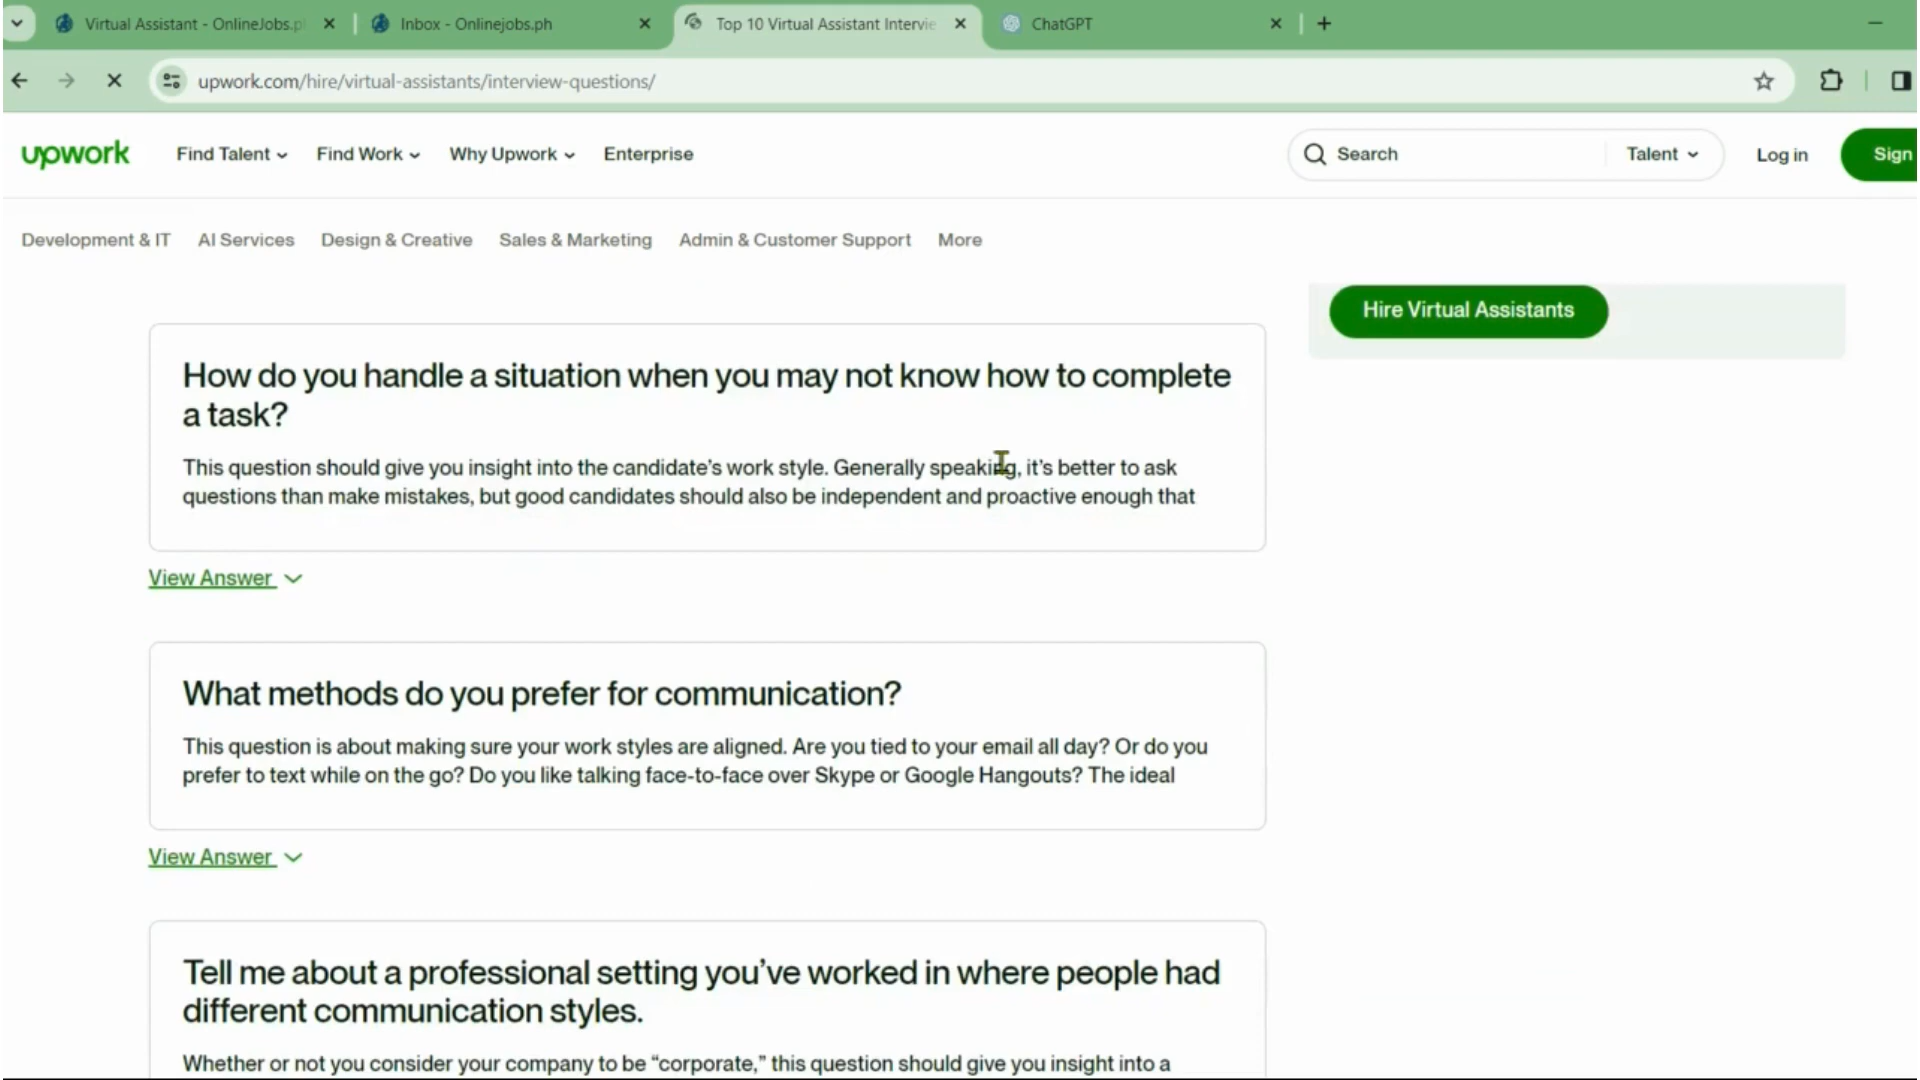 Virtual Assistant - OnlineJobs.p
Inbox - Onlinejobs.ph
Top 10 Virtual Assistant Intervie
ChatGPT
upwork.com/hire/virtual-assistants/interview-questions/
upwork
Find Talent
Find Work
Why Upwork
Enterprise
Search
Talent
Log in
Sign
Development & IT
AI Services
Design & Creative
Sales & Marketing
Admin & Customer Support
More
Hire Virtual Assistants
How do you handle a situation when you may not know how to complete
a task?
This question should give you insight into the candidate's work style. Generally speaking, it's better to ask
questions than make mistakes, but good candidates should also be independent and proactive enough that
View Answer
What methods do you prefer for communication?
This question is about making sure your work styles are aligned. Are you tied to your email all day? Or do you
prefer to text while on the go? Do you like talking face-to-face over Skype or Google Hangouts? The ideal
View Answer
Tell me about a professional setting you've worked in where people had
different communication styles.
Whether or not you consider your company to be “corporate,” this question should give you insight into a